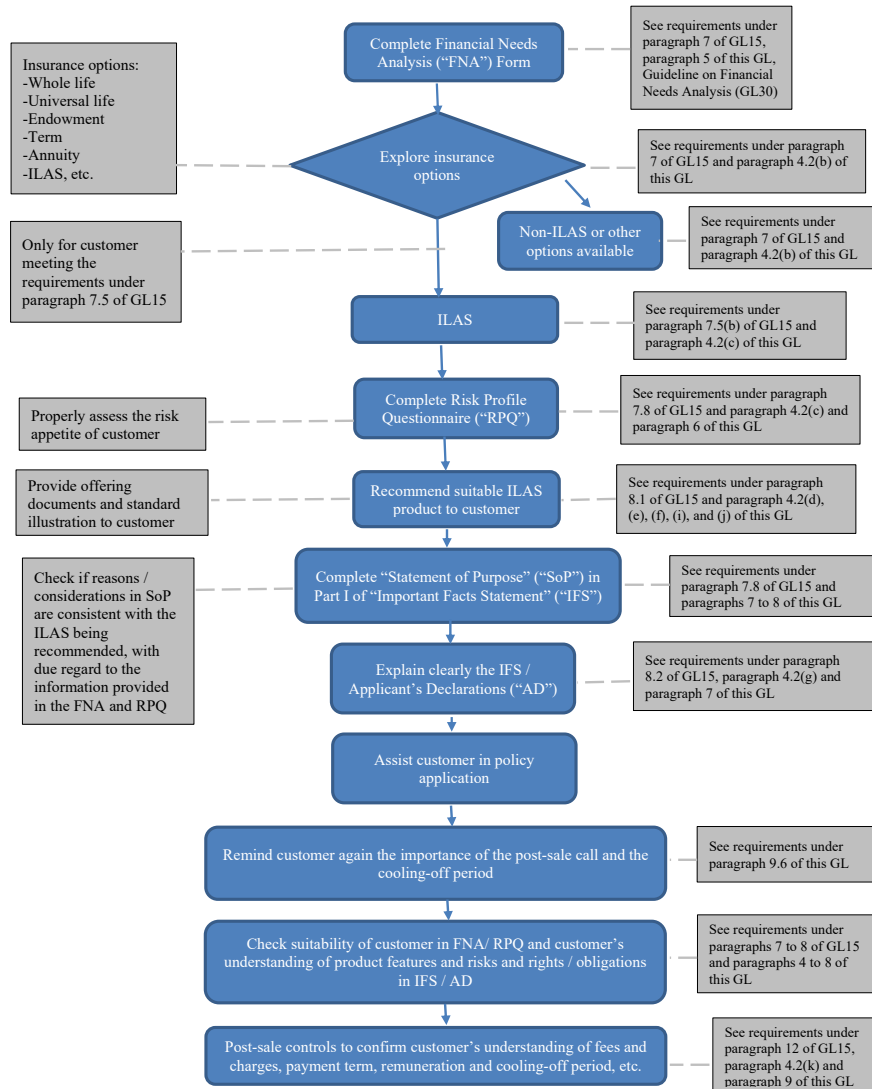 Complete Financial Needs
Analysis (“FNA”) Form
See requirements under
paragraph 7 of GL15,
paragraph 5 of this GL,
Guideline on Financial
Needs Analysis (GL30)
Insurance options:
-Whole life
-Universal life
-Endowment
-Term
-Annuity
-ILAS, etc.
Explore insurance
options
See requirements under
paragraph
7 of GL15 and paragraph 4.2(b) of
this GL
Non-ILAS or other
options available
See requirements under
paragraph 7 of GL15 and
paragraph 4.2(b) of this GL
Only for customer
meeting the
requirements under
paragraph 7.5 of GL15
ILAS
See requirements under
paragraph 7.5(b) of GL15 and
paragraph 4.2(c) of this GL
Complete Risk Profile
Questionnaire (“RPQ”)
See requirements under paragraph
7.8 of GL15 and paragraph 4.2(c) and
paragraph 6 of this GL
Properly assess the risk
appetite of customer
Recommend suitable ILAS
product to customer
See requirements under paragraph
8.1 of GL15 and paragraph 4.2(d),
(e), (f), (i), and (j) of this GL
Provide offering
documents and standard
illustration to customer
Complete “Statement of Purpose” (“SoP”) in
Part I of “Important Facts Statement” (“IFS”)
See requirements under
paragraph 7.8 of GL15 and
paragraphs 7 to 8 of this GL
Check if reasons /
considerations in SoP
are consistent with the
ILAS being
recommended, with
due regard to the
information provided
in the FNA and RPQ
Explain clearly the IFS /
Applicant’s Declarations (“AD”)
See requirements under paragraph
8.2 of GL15, paragraph 4.2(g) and
paragraph 7 of this GL
Assist customer in policy
application
Remind customer again the importance of the post-sale call and the
cooling-off period
See requirements under
paragraph 9.6 of this GL
Check suitability of customer in FNA/ RPQ and customer’s
understanding of product features and risks and rights / obligations
in IFS / AD
See requirements under
paragraphs 7 to 8 of GL15
and paragraphs 4 to 8 of
this GL
Post-sale controls to confirm customer’s understanding of fees and
charges, payment term, remuneration and cooling-off period, etc.
See requirements under
paragraph 12 of GL15,
paragraph 4.2(k) and
paragraph 9 of this GL